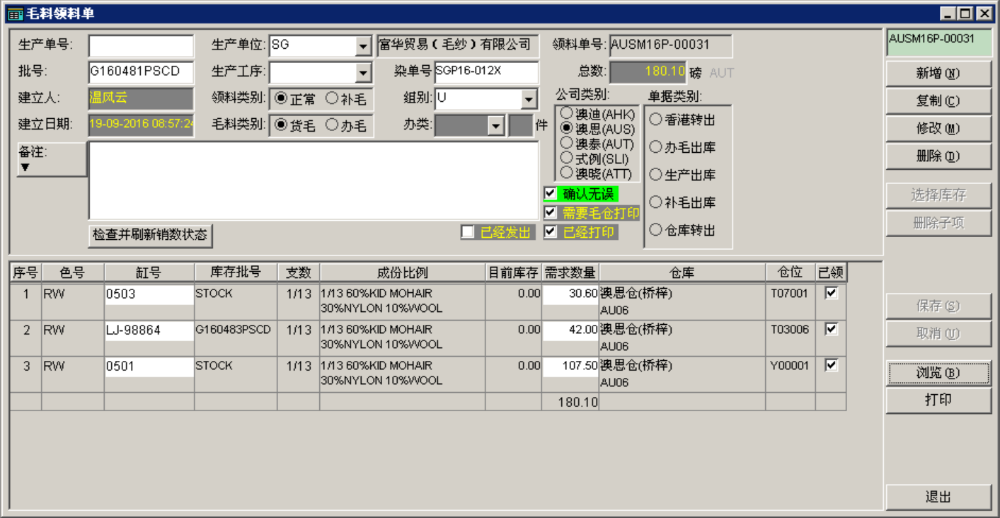 毛料领料单
生产单号:
生产单位: SG 富华贸易(毛纱)有限公司
领料单号: AUSM16P-00031
AUSM16P-00031
批号: G160481PSCD
生产工序:
染单号 SGP16-012X
总数: 180.10 磅 AUT
建立人: 温风云
领料类别: 正常 补毛
组别: U
公司类别:
单据类别:
建立日期: 19-09-2016 08:57:24
毛料类别: 货毛 办毛
办类: 件
澳迪(AHK)
澳思(AUS)
澳泰(AUT)
式例(SLI)
澳晓(ATT)
香港转出
办毛出库
生产出库
补毛出库
仓库转出
备注:
▼
确认无误
需要毛仓打印
检查并刷新销数状态
已经发出
已经打印
新增(N)
复制(C)
修改(M)
删除(D)
选择库存
删除子项
保存(S)
取消(U)
浏览(B)
打印
退出
序号 色号 缸号 库存批号 支数 成份比例 目前库存 需求数量 仓库 仓位 已领
1 RW 0503 STOCK 1/13 1/13 60%KID MOHAIR 0.00 30.60 澳思仓(桥梓) T07001
30%NYLON 10%WOOL AU06
2 RW LJ-98864 G160483PSCD 1/13 1/13 60%KID MOHAIR 0.00 42.00 澳思仓(桥梓) T03006
30%NYLON 10%WOOL AU06
3 RW 0501 STOCK 1/13 1/13 60%KID MOHAIR 0.00 107.50 澳思仓(桥梓) Y00001
30%NYLON 10%WOOL AU06
180.10